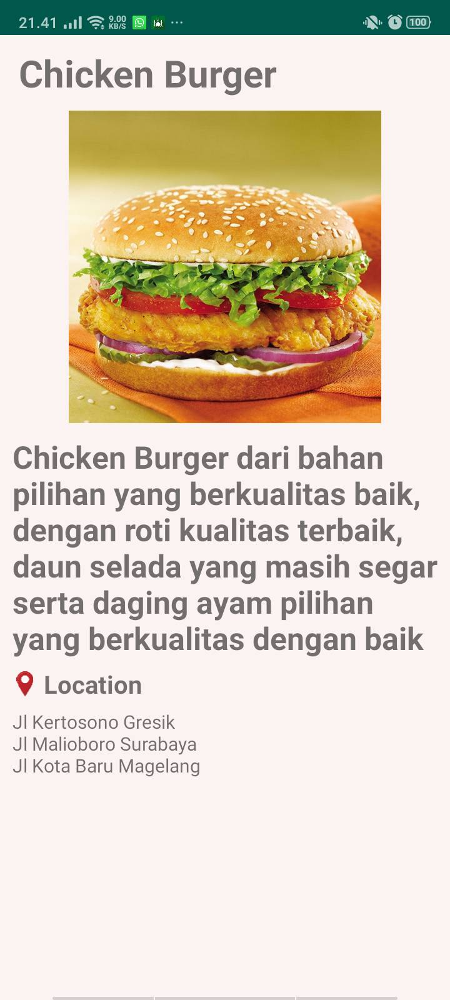 21.41
9.00
KB/S
100
Chicken Burger
Chicken Burger dari bahan
pilihan yang berkualitas baik,
dengan roti kualitas terbaik,
daun selada yang masih segar
serta daging ayam pilihan
yang berkualitas dengan baik
Location
Jl Kertosono Gresik
Jl Malioboro Surabaya
Jl Kota Baru Magelang